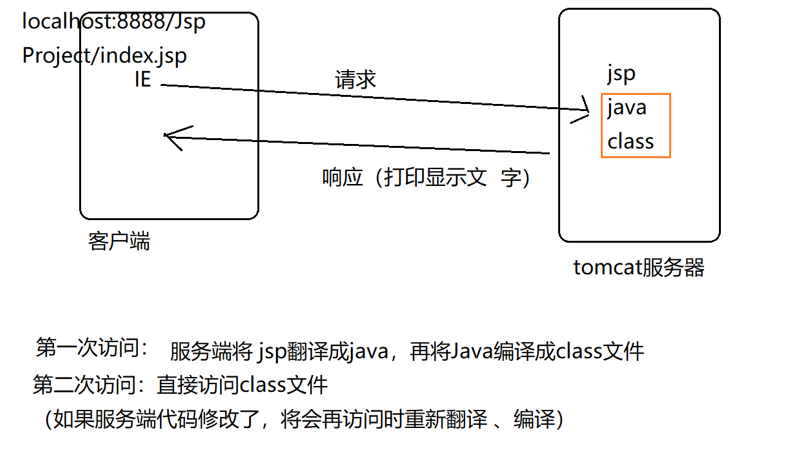 localhost:8888/Jsp
Project/index.jsp
IE
请求
jsp
java
class
响应（打印显示文 字）
客户端
tomcat服务器
第一次访问： 服务端将 jsp翻译成java，再将Java编译成class文件
第二次访问：直接访问class文件
（如果服务端代码修改了，将会再访问时重新翻译 、编译）